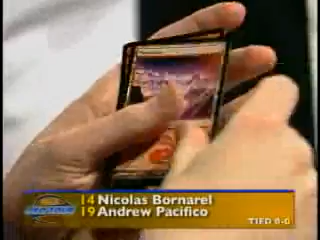 14 Nicolas Bornarel
19 Andrew Pacifico
TIED 0-0